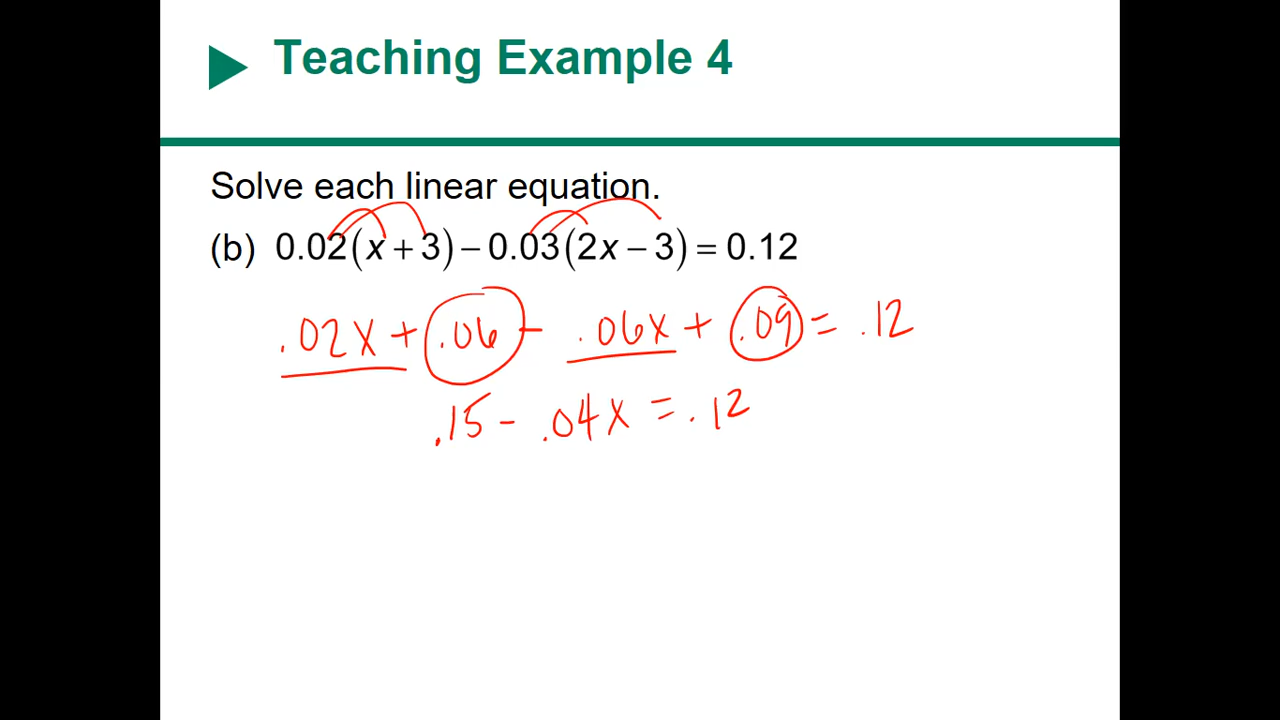 Teaching Example 4
Solve each linear equation.
(b) 0.02(x + 3) − 0.03(2x − 3) = 0.12
.02x + .06 − .06x + .09 = .12
.15 − .04x = .12